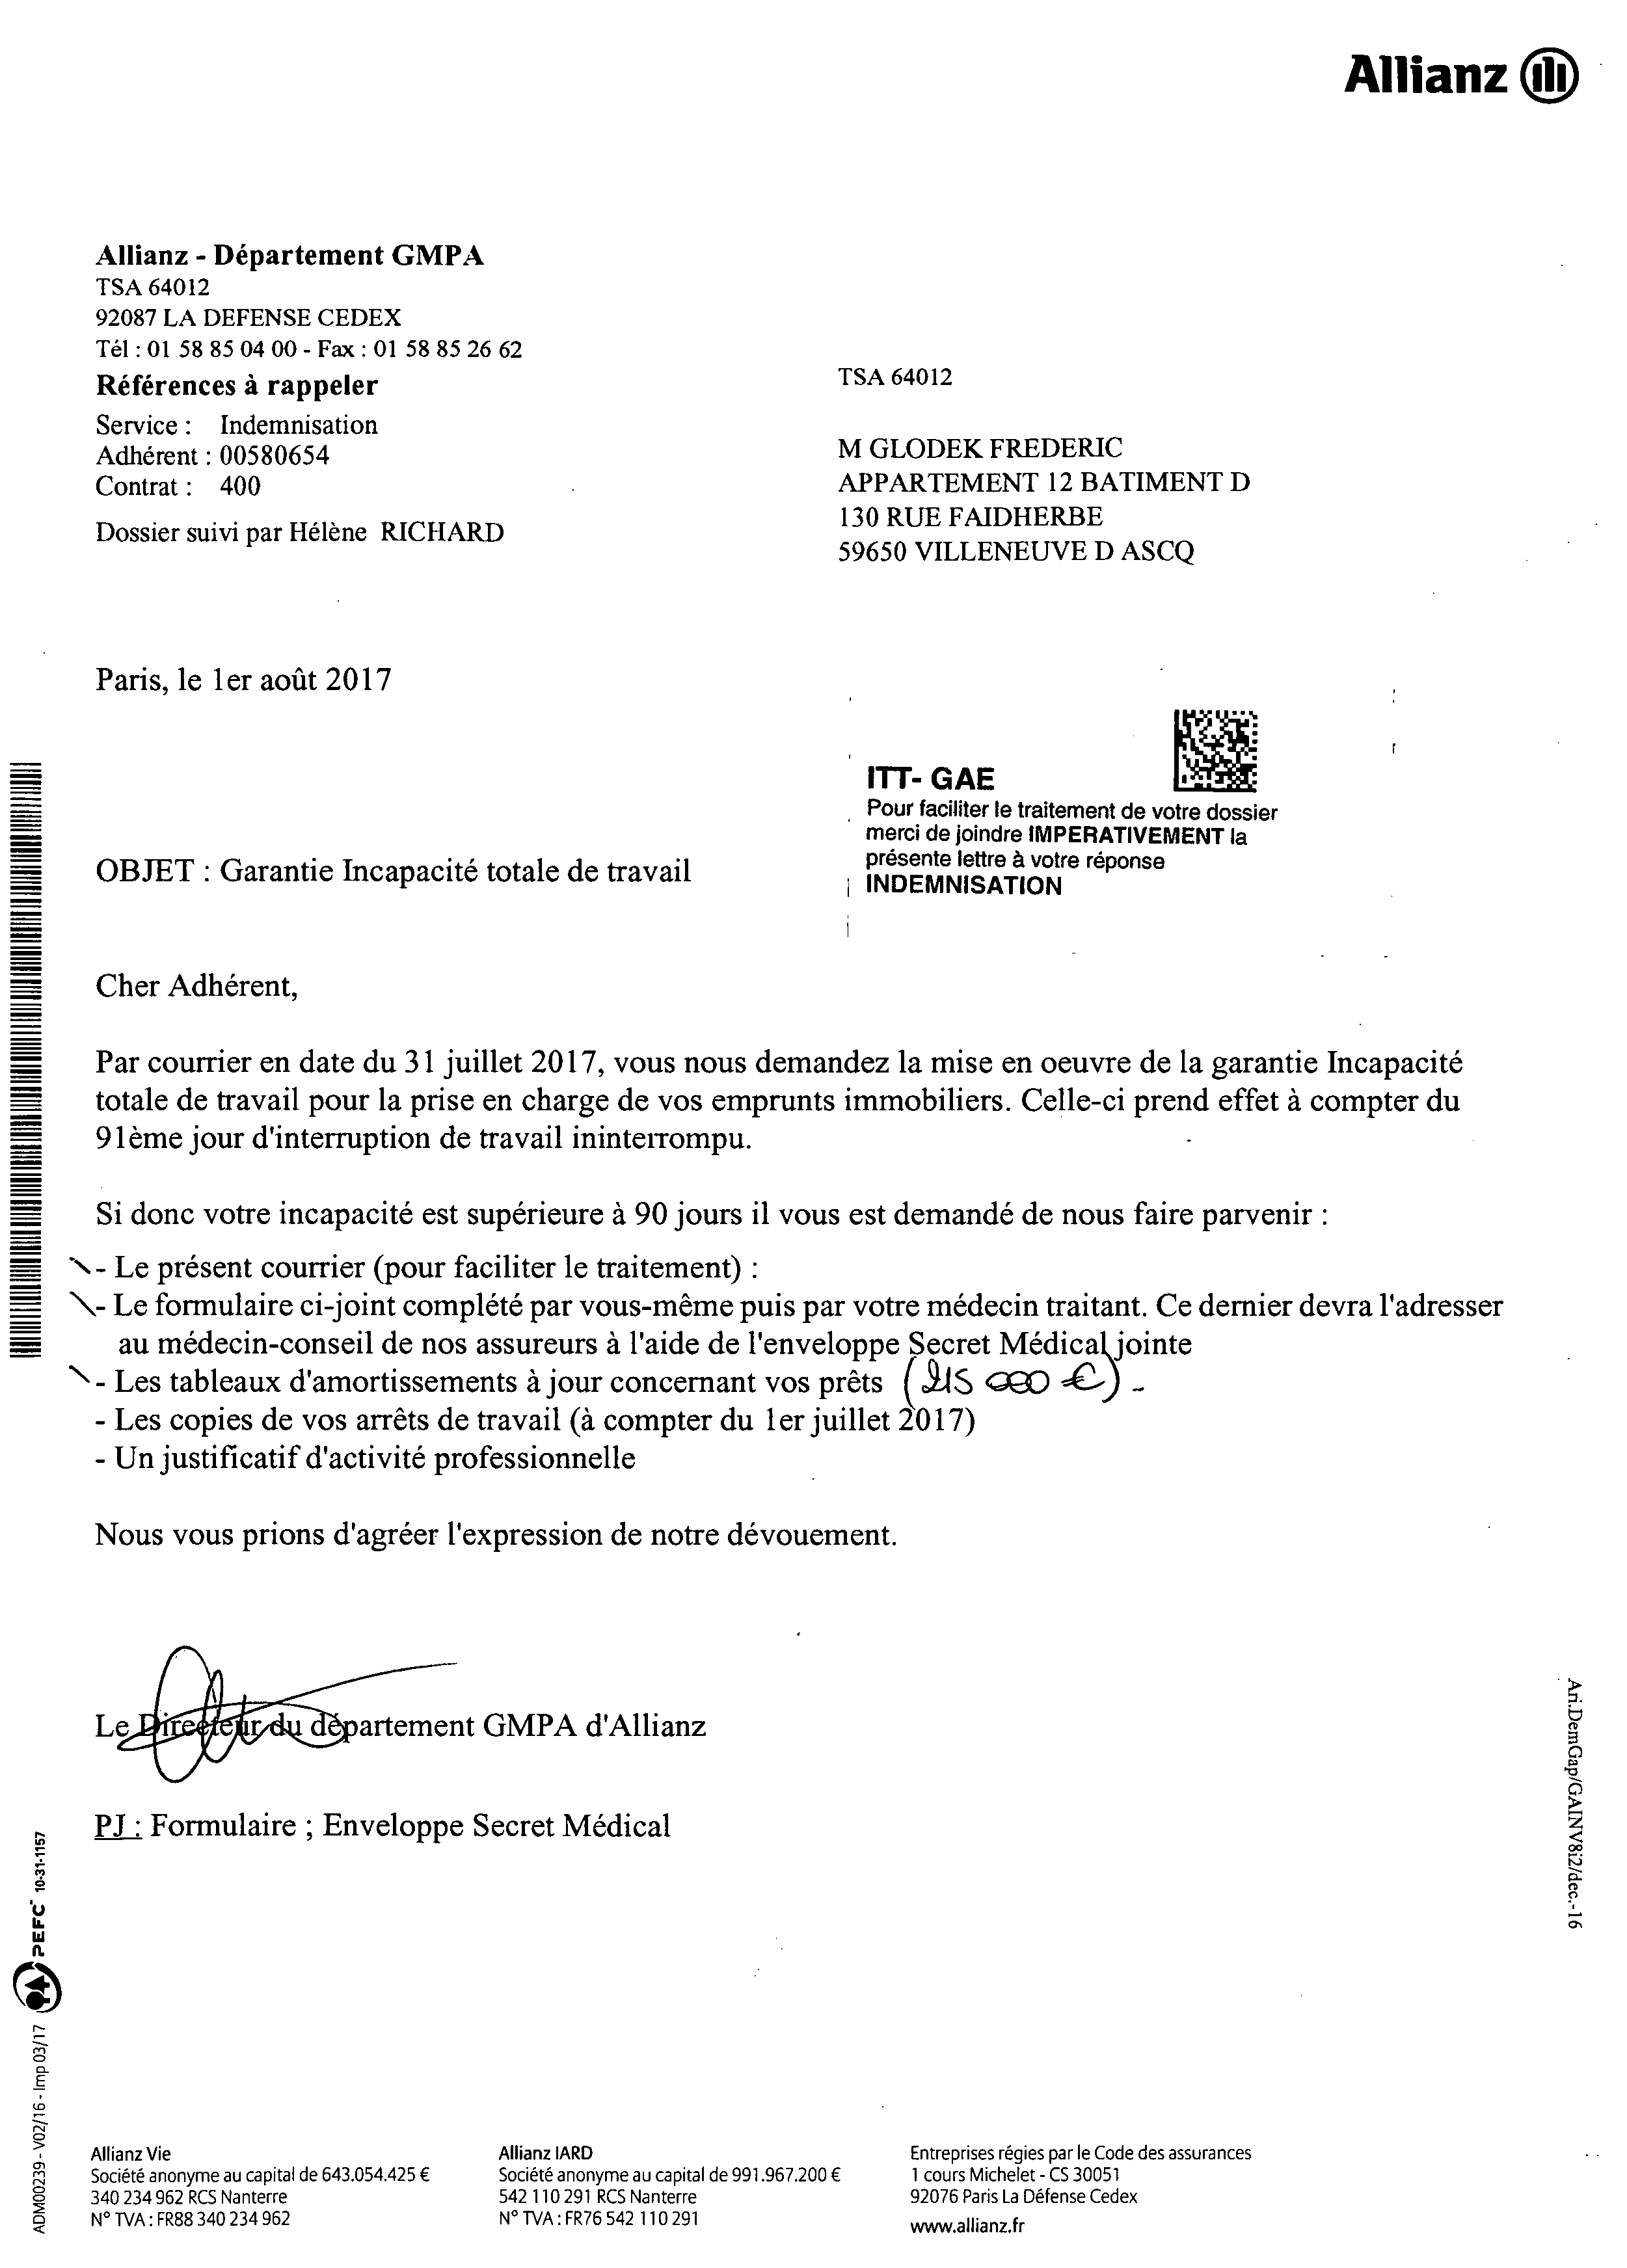 Allianz
Allianz - Département GMPA
TSA 64012
92087 LA DEFENSE CEDEX
Tél : 01 58 85 04 00 - Fax : 01 58 85 26 62
Références à rappeler
Service : Indemnisation
Adhérent : 00580654
Contrat : 400
Dossier suivi par Hélène RICHARD
TSA 64012
M GLODEK FREDERIC
APPARTEMENT 12 BATIMENT D
130 RUE FAIDHERBE
59650 VILLENEUVE D ASCQ
Paris, le 1er août 2017
ITT- GAE
Pour faciliter le traitement de votre dossier
merci de joindre IMPERATIVEMENT la
présente lettre à votre réponse
INDEMNISATION
OBJET : Garantie Incapacité totale de travail
Cher Adhérent,
Par courrier en date du 31 juillet 2017, vous nous demandez la mise en oeuvre de la garantie Incapacité
totale de travail pour la prise en charge de vos emprunts immobiliers. Celle-ci prend effet à compter du
91ème jour d'interruption de travail ininterrompu.
Si donc votre incapacité est supérieure à 90 jours il vous est demandé de nous faire parvenir :
- Le présent courrier (pour faciliter le traitement) :
- Le formulaire ci-joint complété par vous-même puis par votre médecin traitant. Ce dernier devra l'adresser
au médecin-conseil de nos assureurs à l'aide de l'enveloppe Secret Médical jointe
- Les tableaux d'amortissements à jour concernant vos prêts (215 000 €) -
- Les copies de vos arrêts de travail (à compter du 1er juillet 2017)
- Un justificatif d'activité professionnelle
Nous vous prions d'agréer l'expression de notre dévouement.
Le Directeur du département GMPA d'Allianz
PJ : Formulaire ; Enveloppe Secret Médical
Ari.DemGap/GAINV8i2/dec.-16
ADM00239 - V02/16 - Imp 03/17
PEFC 10-31-1157
Allianz Vie
Société anonyme au capital de 643.054.425 €
340 234 962 RCS Nanterre
N° TVA : FR88 340 234 962
Allianz IARD
Société anonyme au capital de 991.967.200 €
542 110 291 RCS Nanterre
N° TVA : FR76 542 110 291
Entreprises régies par le Code des assurances
1 cours Michelet - CS 30051
92076 Paris La Défense Cedex
www.allianz.fr